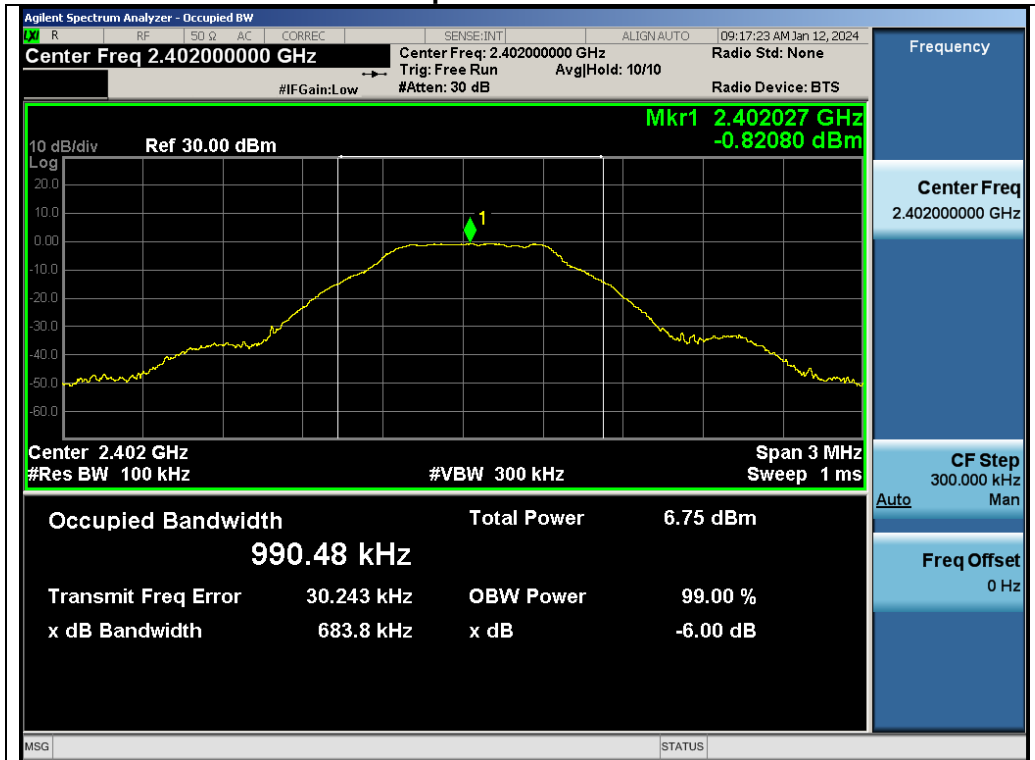 Agilent Spectrum Analyzer - Occupied BW
LXI R RF 50 Ω AC CORREC SENSE:INT ALIGN AUTO 09:17:23 AM Jan 12, 2024
Center Freq 2.402000000 GHz Center Freq: 2.402000000 GHz Radio Std: None
Trig: Free Run Avg|Hold: 10/10
#IFGain:Low #Atten: 30 dB Radio Device: BTS
Mkr1 2.402027 GHz
10 dB/div Ref 30.00 dBm -0.82080 dBm
Log
20.0
10.0
1
0.00
-10.0
-20.0
-30.0
-40.0
-50.0
-60.0
Center 2.402 GHz Span 3 MHz
#Res BW 100 kHz #VBW 300 kHz Sweep 1 ms
Occupied Bandwidth Total Power 6.75 dBm
990.48 kHz
Transmit Freq Error 30.243 kHz OBW Power 99.00 %
x dB Bandwidth 683.8 kHz x dB -6.00 dB
MSG STATUS
Frequency
Center Freq
2.402000000 GHz
CF Step
300.000 kHz
Auto Man
Freq Offset
0 Hz